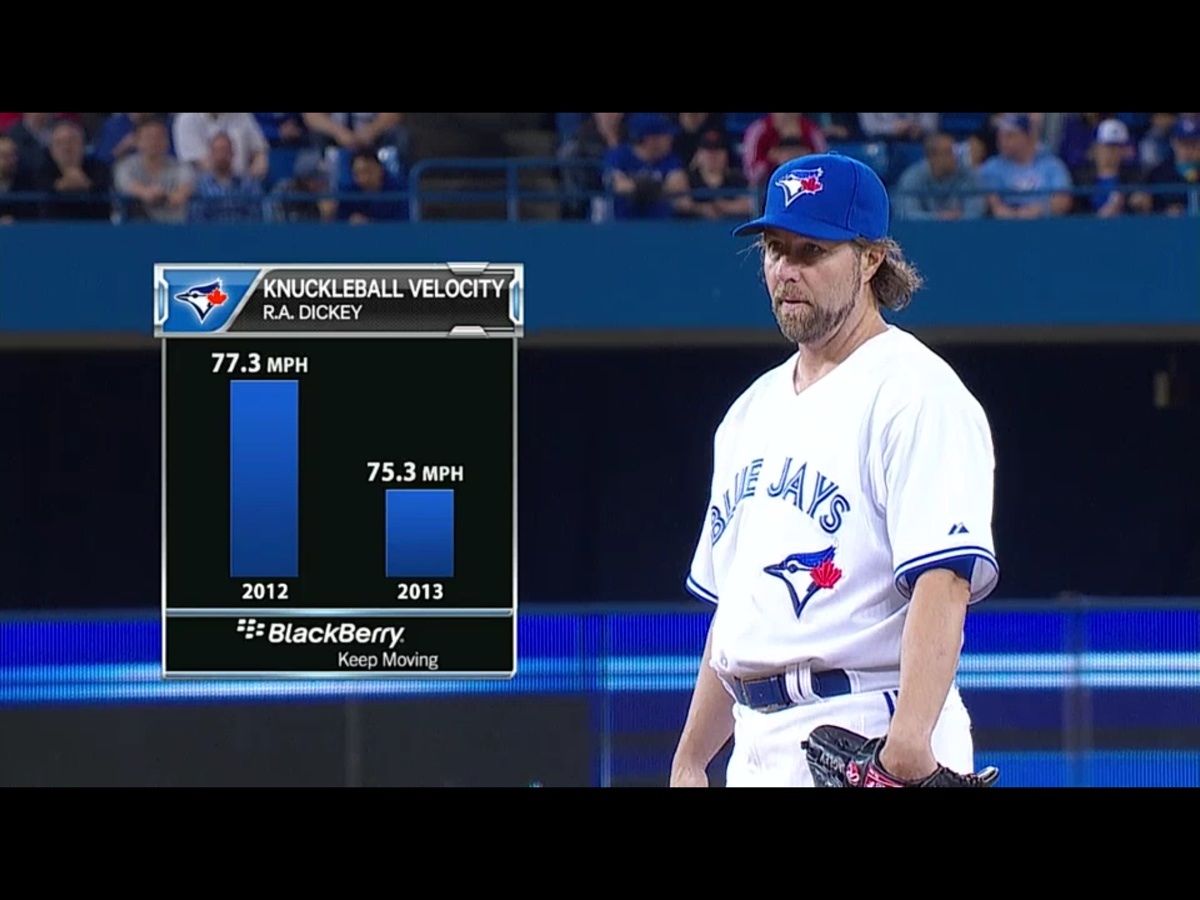 KNUCKLEBALL VELOCITY
R.A. DICKEY
77.3 MPH
75.3 MPH
2012
2013
BlackBerry.
Keep Moving
BLUE JAYS